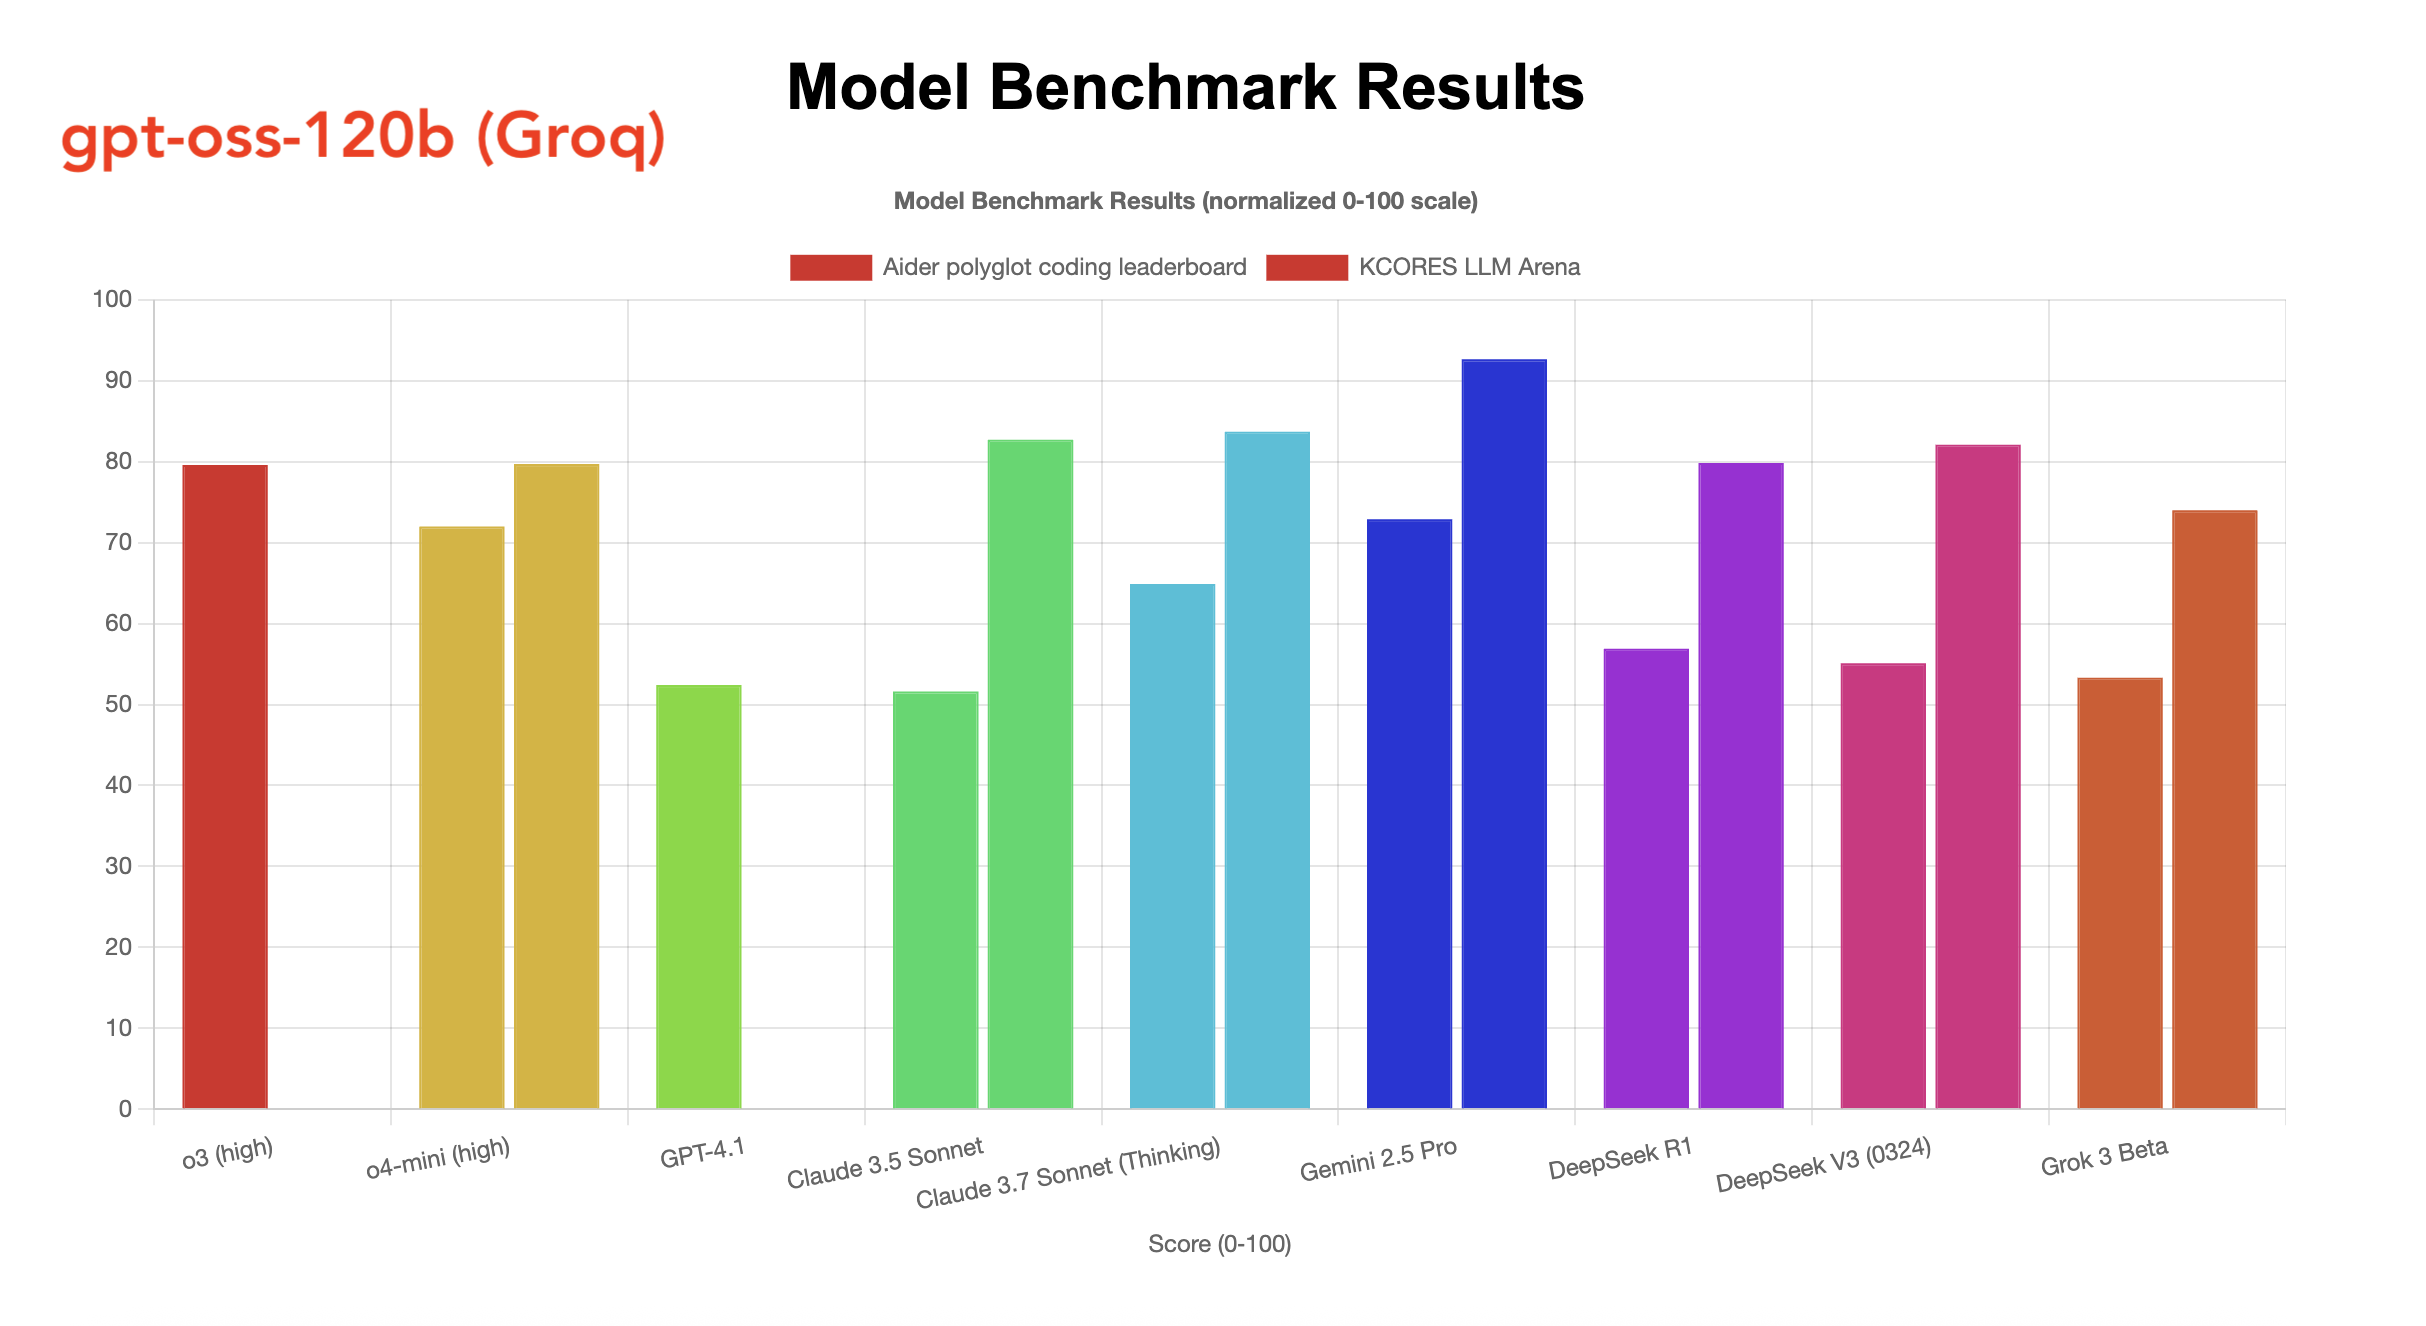 Model Benchmark Results
gpt-oss-120b (Groq)
Model Benchmark Results (normalized 0-100 scale)
Aider polyglot coding leaderboard
KCORES LLM Arena
100
90
80
70
60
50
40
30
20
10
0
o3 (high)
o4-mini (high)
GPT-4.1
Claude 3.5 Sonnet
Claude 3.7 Sonnet (Thinking)
Gemini 2.5 Pro
DeepSeek R1
DeepSeek V3 (0324)
Grok 3 Beta
Score (0-100)